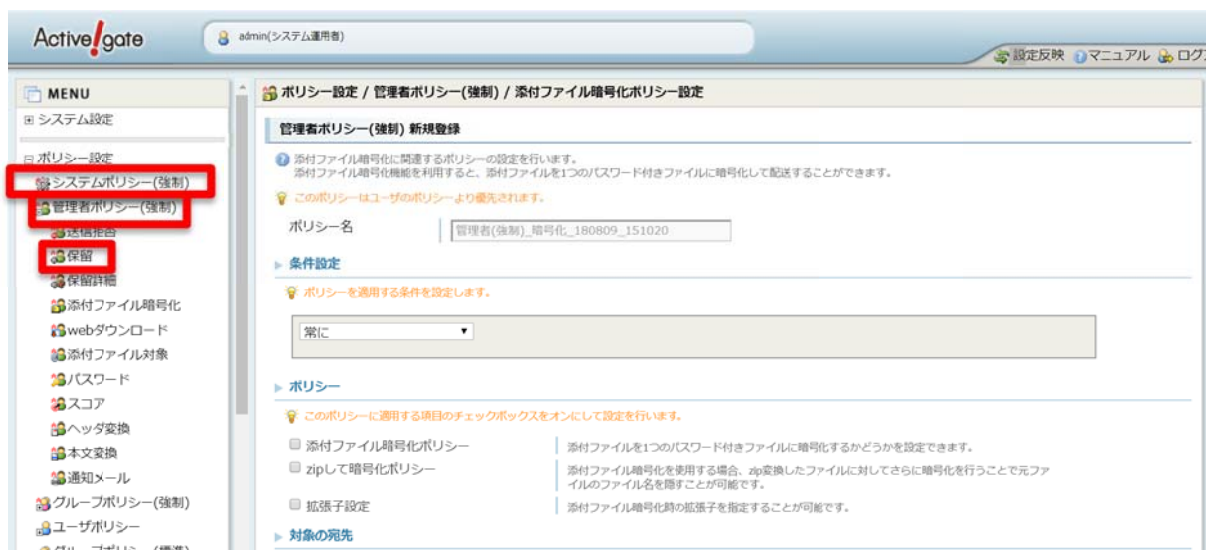 Active!gate
admin(システム運用者)
設定反映 マニュアル ログ
MENU
システム設定
ポリシー設定
システムポリシー(強制)
管理者ポリシー(強制)
送信拒否
保留
保留詳細
添付ファイル暗号化
webダウンロード
添付ファイル対象
パスワード
スコア
ヘッダ変換
本文変換
通知メール
グループポリシー(強制)
ユーザポリシー
グループポリシー(標準)
ポリシー設定 / 管理者ポリシー(強制) / 添付ファイル暗号化ポリシー設定
管理者ポリシー(強制) 新規登録
添付ファイル暗号化に関連するポリシーの設定を行います。
添付ファイル暗号化機能を利用すると、添付ファイルを1つのパスワード付きファイルに暗号化して配送することができます。
このポリシーはユーザのポリシーより優先されます。
ポリシー名 管理者(強制)_暗号化_180809_151020
条件設定
ポリシーを適用する条件を設定します。
常に
ポリシー
このポリシーに適用する項目のチェックボックスをオンにして設定を行います。
添付ファイル暗号化ポリシー 添付ファイルを1つのパスワード付きファイルに暗号化するかどうかを設定できます。
zipして暗号化ポリシー 添付ファイル暗号化を使用する場合、zip変換したファイルに対してさらに暗号化を行うことで元ファ
イルのファイル名を隠すことが可能です。
拡張子設定 添付ファイル暗号化時の拡張子を指定することが可能です。
対象の宛先